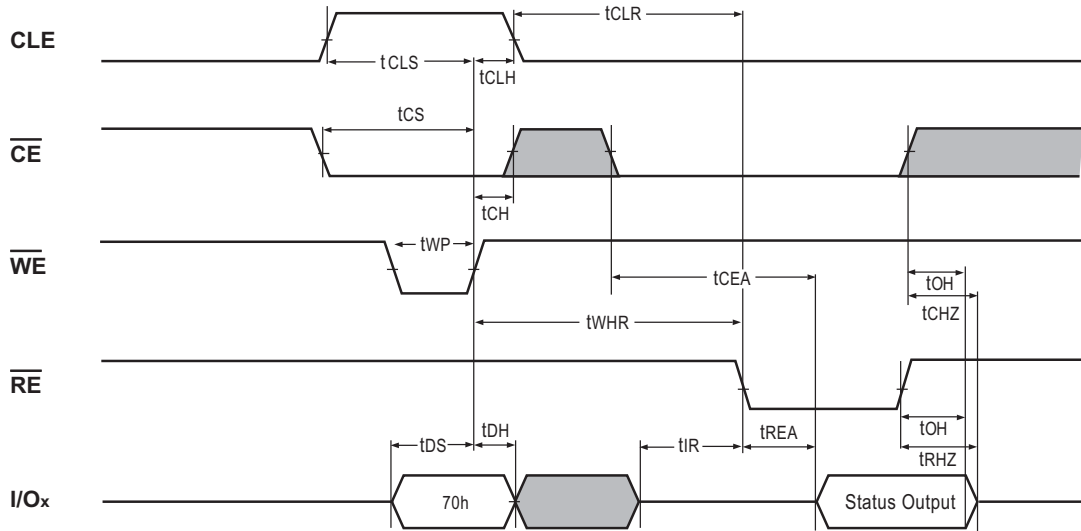 tCLR
CLE
tCLS
tCLH
tCS
CE
tCH
tWP
WE
tCEA
tOH
tCHZ
tWHR
RE
tDS
tDH
tIR
tREA
tOH
tRHZ
I/Ox
70h
Status Output